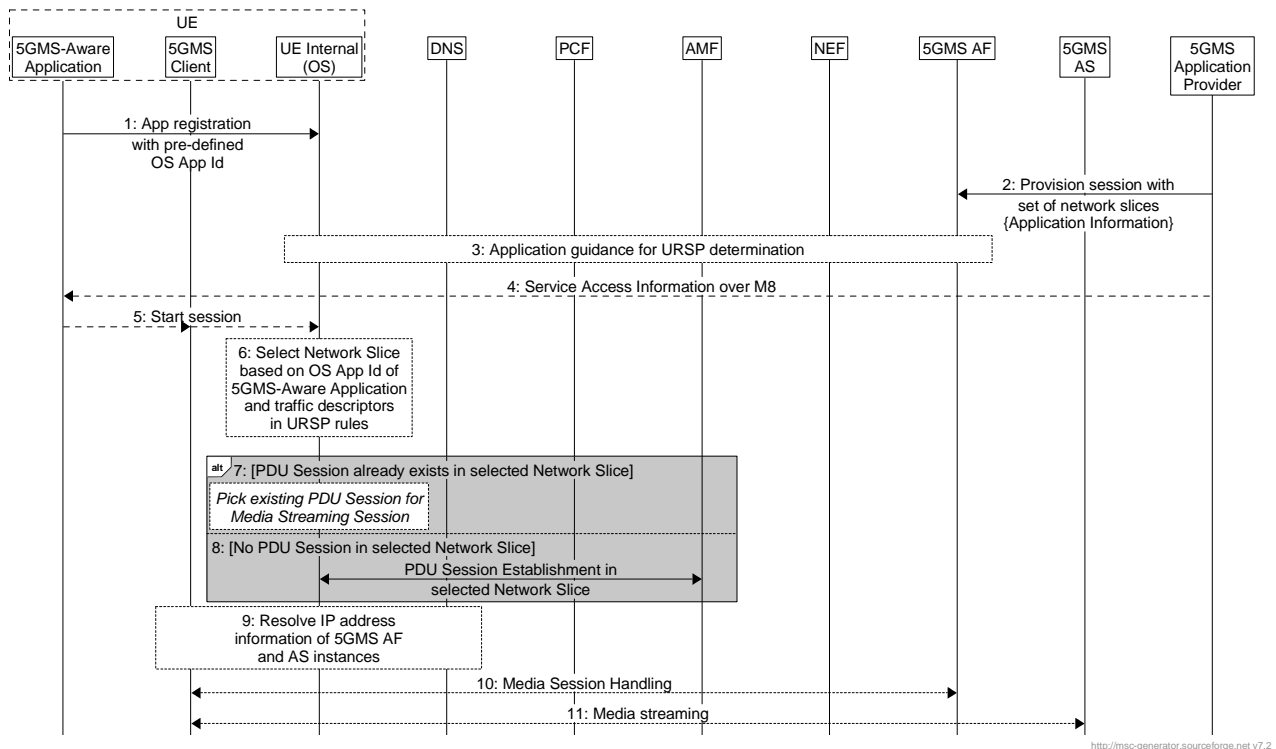 UE
5GMS-Aware
Application
5GMS
Client
UE Internal
(OS)
DNS
PCF
AMF
NEF
5GMS AF
5GMS
AS
5GMS
Application
Provider
1: App registration
with pre-defined
OS App Id
2: Provision session with
set of network slices
{Application Information}
3: Application guidance for URSP determination
4: Service Access Information over M8
5: Start session
6: Select Network Slice
based on OS App Id of
5GMS-Aware Application
and traffic descriptors
in URSP rules
alt
7: [PDU Session already exists in selected Network Slice]
Pick existing PDU Session for
Media Streaming Session
8: [No PDU Session in selected Network Slice]
PDU Session Establishment in
selected Network Slice
9: Resolve IP address
information of 5GMS AF
and AS instances
10: Media Session Handling
11: Media streaming
http://msc-generator.sourceforge.net v7.2